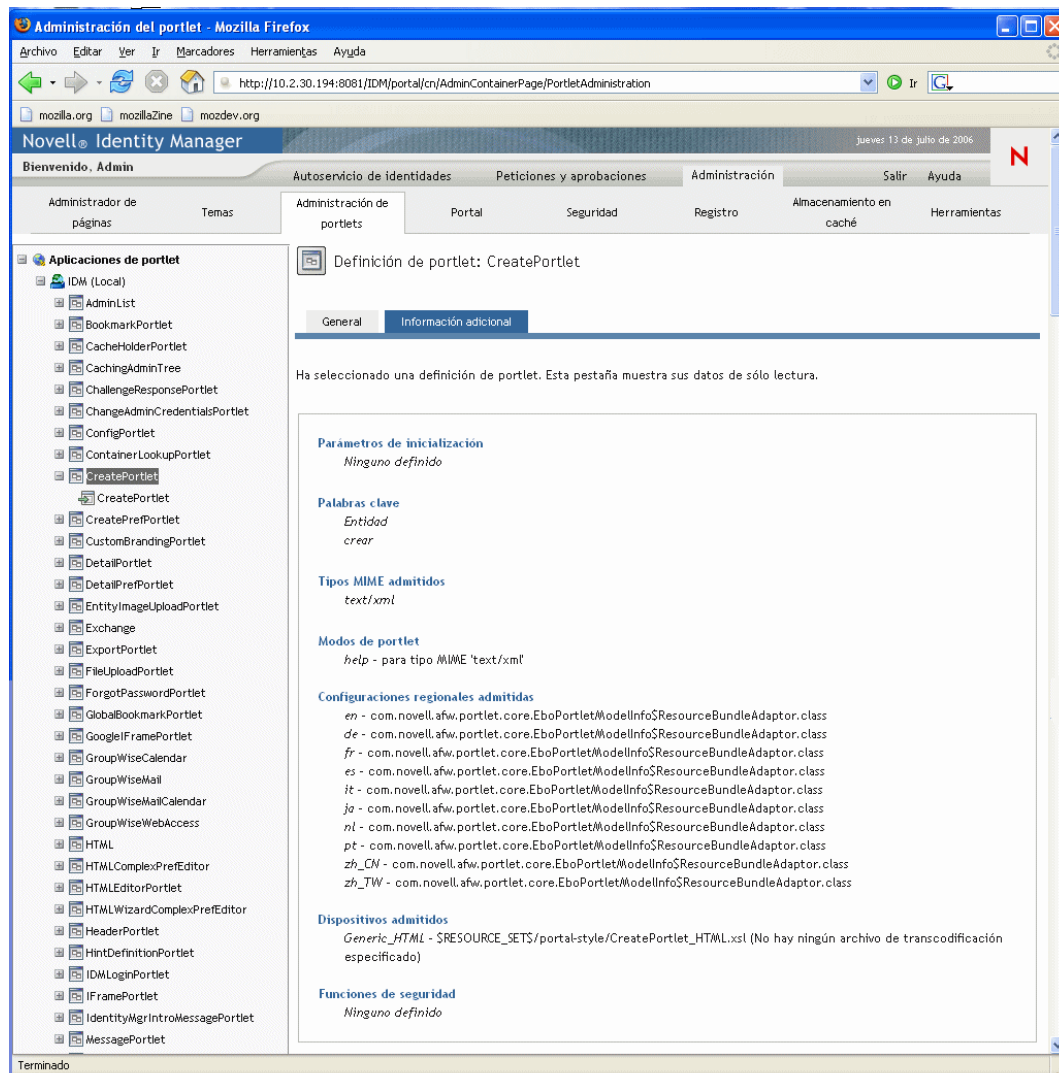 Administración del portlet - Mozilla Firefox
Archivo Editar Ver Ir Marcadores Herramientas Ayuda
http://10.2.30.194:8081/IDM/portal/cn/AdminContainerPage/PortletAdministration
Ir
mozilla.org mozillaZine mozdev.org
Novell® Identity Manager
jueves 13 de julio de 2006
N
Bienvenido, Admin
Autoservicio de identidades Peticiones y aprobaciones Administración Salir Ayuda
Administrador de páginas Temas Administración de portlets Portal Seguridad Registro Almacenamiento en caché Herramientas
Aplicaciones de portlet
IDM (Local)
AdminList
BookmarkPortlet
CacheHolderPortlet
CachingAdminTree
ChallengeResponsePortlet
ChangeAdminCredentialsPortlet
ConfigPortlet
ContainerLookupPortlet
CreatePortlet
CreatePortlet
CreatePrefPortlet
CustomBrandingPortlet
DetailPortlet
DetailPrefPortlet
EntityImageUploadPortlet
Exchange
ExportPortlet
FileUploadPortlet
ForgotPasswordPortlet
GlobalBookmarkPortlet
GoogleIFramePortlet
GroupWiseCalendar
GroupWiseMail
GroupWiseMailCalendar
GroupWiseWebAccess
HTML
HTMLComplexPrefEditor
HTMLEditorPortlet
HTMLWizardComplexPrefEditor
HeaderPortlet
HintDefinitionPortlet
IDMLoginPortlet
IFramePortlet
IdentityMgrIntroMessagePortlet
MessagePortlet
Definición de portlet: CreatePortlet
General Información adicional
Ha seleccionado una definición de portlet. Esta pestaña muestra sus datos de sólo lectura.
Parámetros de inicialización
Ninguno definido
Palabras clave
Entidad
crear
Tipos MIME admitidos
text/xml
Modos de portlet
help - para tipo MIME 'text/xml'
Configuraciones regionales admitidas
en - com.novell.afw.portlet.core.EboPortletModelInfo$ResourceBundleAdaptor.class
de - com.novell.afw.portlet.core.EboPortletModelInfo$ResourceBundleAdaptor.class
fr - com.novell.afw.portlet.core.EboPortletModelInfo$ResourceBundleAdaptor.class
es - com.novell.afw.portlet.core.EboPortletModelInfo$ResourceBundleAdaptor.class
it - com.novell.afw.portlet.core.EboPortletModelInfo$ResourceBundleAdaptor.class
ja - com.novell.afw.portlet.core.EboPortletModelInfo$ResourceBundleAdaptor.class
nl - com.novell.afw.portlet.core.EboPortletModelInfo$ResourceBundleAdaptor.class
pt - com.novell.afw.portlet.core.EboPortletModelInfo$ResourceBundleAdaptor.class
zh_CN - com.novell.afw.portlet.core.EboPortletModelInfo$ResourceBundleAdaptor.class
zh_TW - com.novell.afw.portlet.core.EboPortletModelInfo$ResourceBundleAdaptor.class
Dispositivos admitidos
Generic_HTML - $RESOURCE_SET$/portal-style/CreatePortlet_HTML.xsl (No hay ningún archivo de transcodificación
especificado)
Funciones de seguridad
Ninguno definido
Terminado